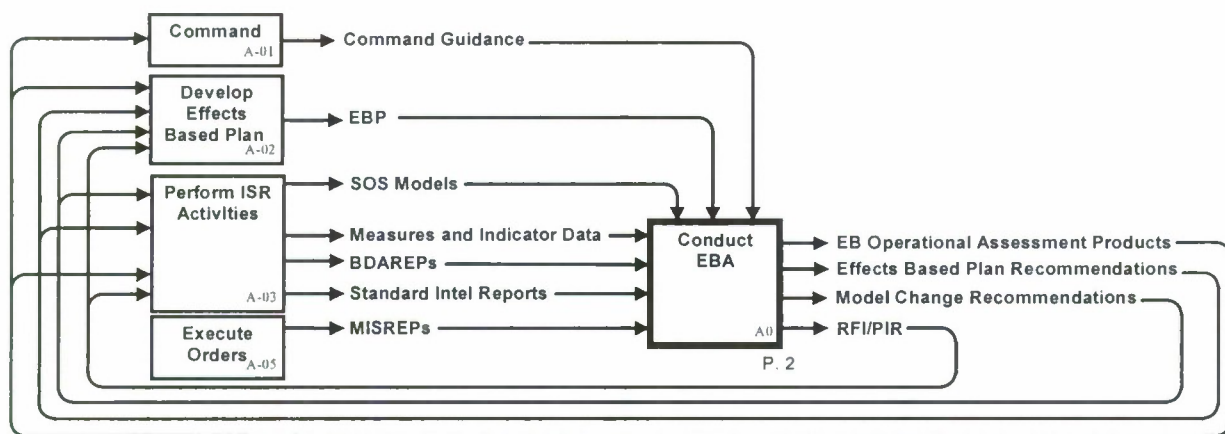 Command
A-01
Command Guidance
Develop
Effects
Based Plan
A-02
EBP
Perform ISR
Activities
A-03
SOS Models
Measures and Indicator Data
BDAREPs
Standard Intel Reports
Execute
Orders
A-05
MISREPs
Conduct
EBA
A0
P. 2
EB Operational Assessment Products
Effects Based Plan Recommendations
Model Change Recommendations
RFI/PIR